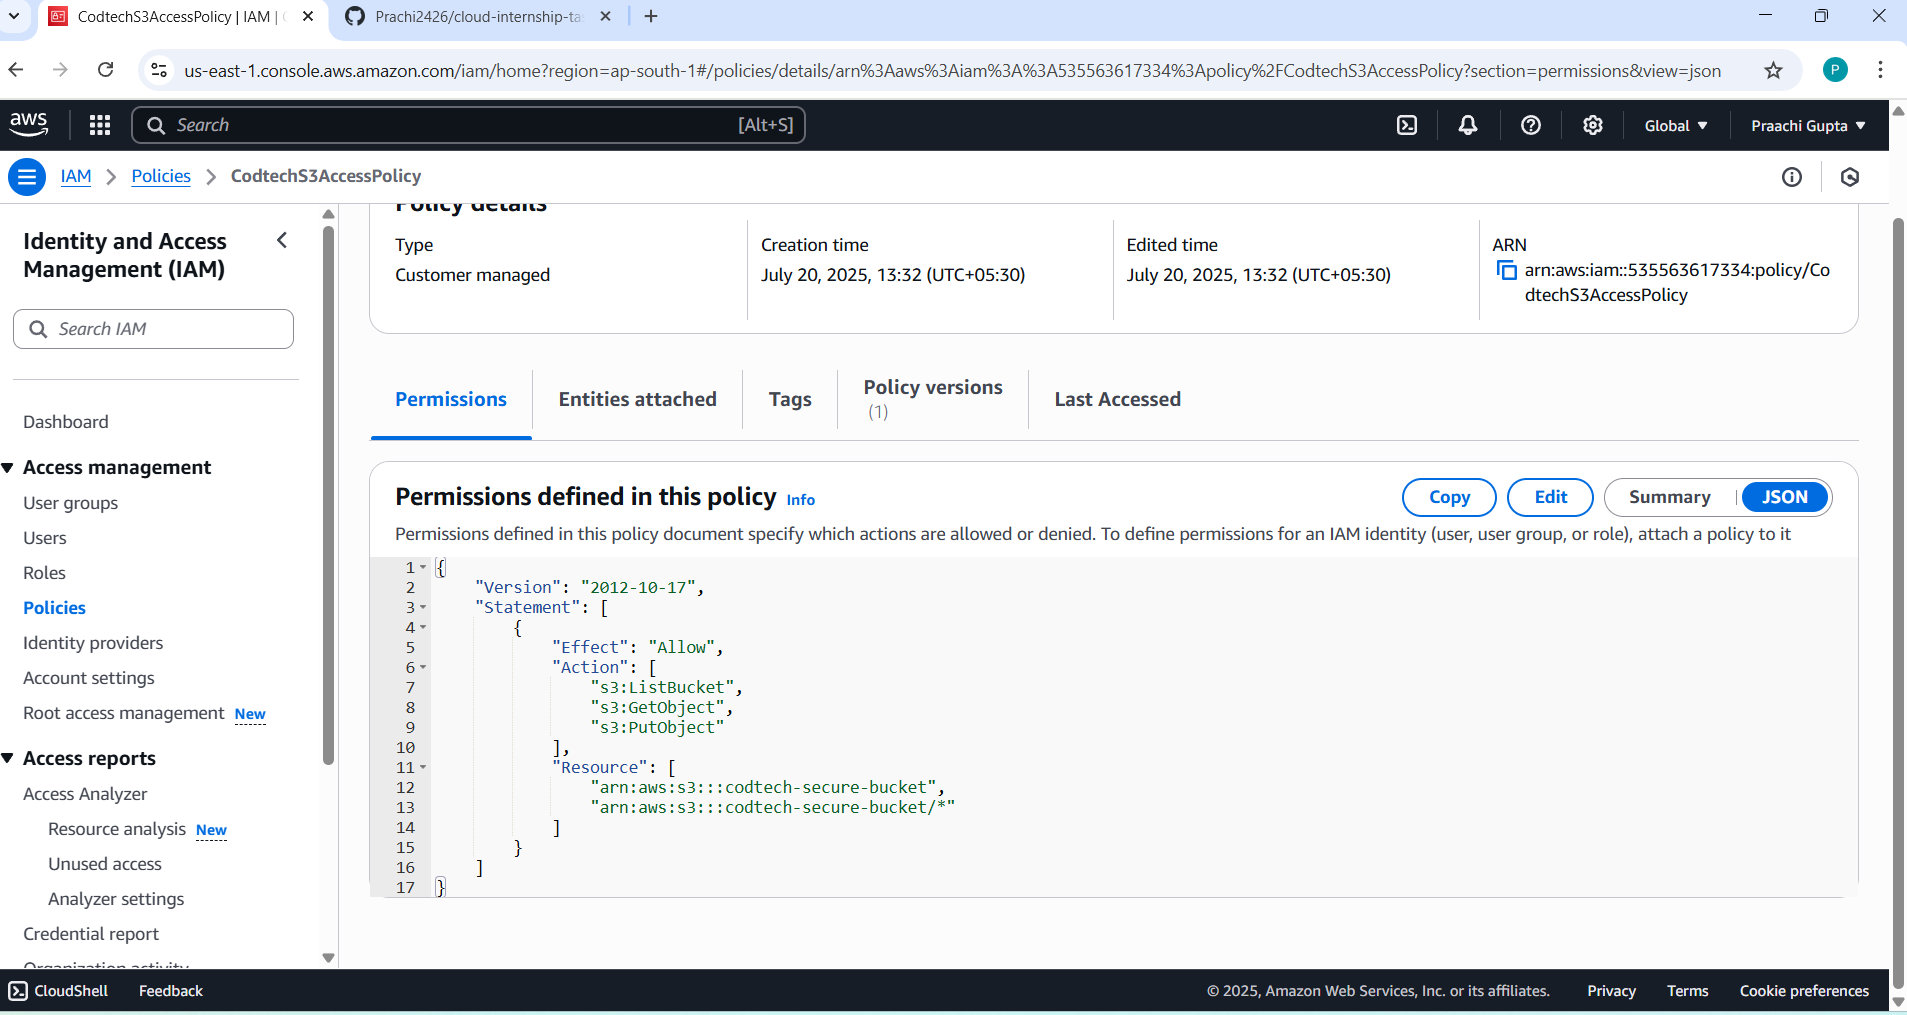 CodtechS3AccessPolicy | IAM |
Prachi2426/cloud-internship-ta
us-east-1.console.aws.amazon.com/iam/home?region=ap-south-1#/policies/details/arn%3Aaws%3Aiam%3A%3A535563617334%3Apolicy%2FCodtechS3AccessPolicy?section=permissions&view=json
P
aws
Search
[Alt+S]
Global
Praachi Gupta
IAM
Policies
CodtechS3AccessPolicy
Identity and Access
Management (IAM)
Search IAM
Dashboard
Access management
User groups
Users
Roles
Policies
Identity providers
Account settings
Root access management New
Access reports
Access Analyzer
Resource analysis New
Unused access
Analyzer settings
Credential report
Organization activity
Policy details
Type
Customer managed
Creation time
July 20, 2025, 13:32 (UTC+05:30)
Edited time
July 20, 2025, 13:32 (UTC+05:30)
ARN
arn:aws:iam::535563617334:policy/Co
dtechS3AccessPolicy
Permissions
Entities attached
Tags
Policy versions
(1)
Last Accessed
Permissions defined in this policy Info
Copy
Edit
Summary
JSON
Permissions defined in this policy document specify which actions are allowed or denied. To define permissions for an IAM identity (user, user group, or role), attach a policy to it
1 {
2 "Version": "2012-10-17",
3 "Statement": [
4 {
5 "Effect": "Allow",
6 "Action": [
7 "s3:ListBucket",
8 "s3:GetObject",
9 "s3:PutObject"
10 ],
11 "Resource": [
12 "arn:aws:s3:::codtech-secure-bucket",
13 "arn:aws:s3:::codtech-secure-bucket/*"
14 ]
15 }
16 ]
17 }
CloudShell
Feedback
© 2025, Amazon Web Services, Inc. or its affiliates.
Privacy
Terms
Cookie preferences